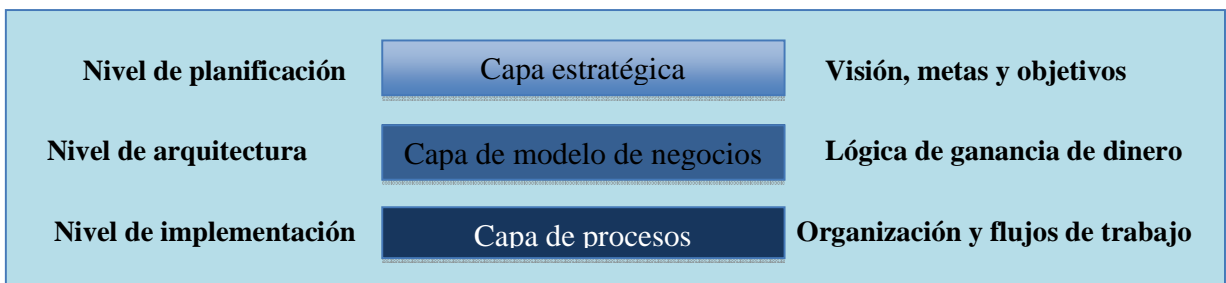 Nivel de planificación Capa estratégica Visión, metas y objetivos
Nivel de arquitectura Capa de modelo de negocios Lógica de ganancia de dinero
Nivel de implementación Capa de procesos Organización y flujos de trabajo